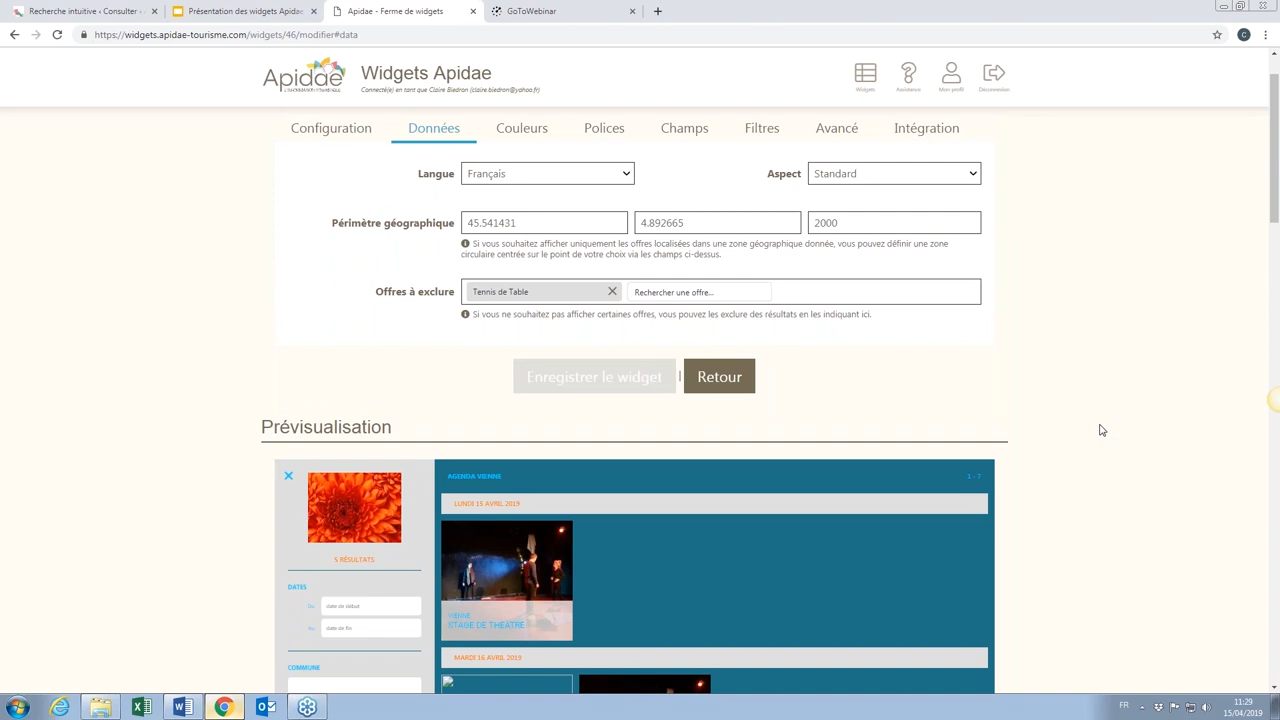 Recherche intuitive « Consulter -
Présentation des widgets Apidae
Apidae - Ferme de widgets
GoToWebinar
https://widgets.apidae-tourisme.com/widgets/46/modifier#data
C
Apidae
Widgets Apidae
Connecté(e) en tant que Claire Biedron (claire.biedron@yahoo.fr)
Widgets
Assistance
Mon profil
Déconnexion
Configuration
Données
Couleurs
Polices
Champs
Filtres
Avancé
Intégration
Langue
Français
Aspect
Standard
Périmètre géographique
45.541431
4.892665
2000
Si vous souhaitez afficher uniquement les offres localisées dans une zone géographique donnée, vous pouvez définir une zone
circulaire centrée sur le point de votre choix via les champs ci-dessus.
Offres à exclure
Tennis de Table
Rechercher une offre...
Si vous ne souhaitez pas afficher certaines offres, vous pouvez les exclure des résultats en les indiquant ici.
Enregistrer le widget
|
Retour
Prévisualisation
AGENDA VIENNE
1 - 7
LUNDI 15 AVRIL 2019
5 RÉSULTATS
DATES
Du
date de début
Au
date de fin
VIENNE
STAGE DE THÉATRE
MARDI 16 AVRIL 2019
COMMUNE
FR
11:29
15/04/2019